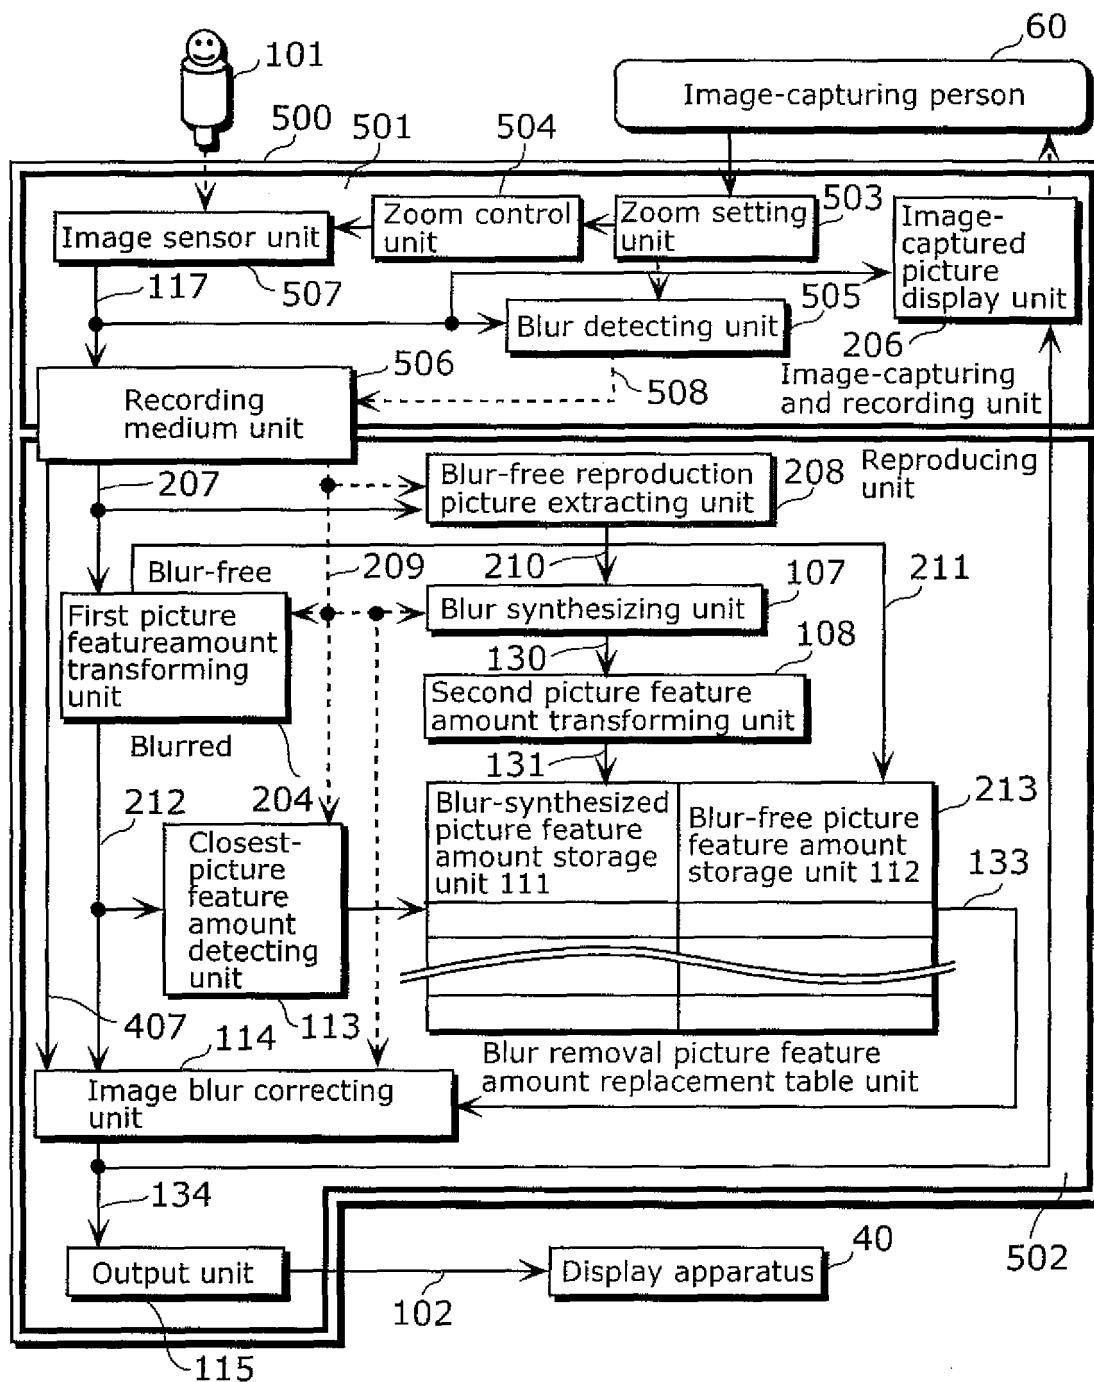 60
101
Image-capturing person
500
501
504
Zoom control
unit
Zoom setting
unit
503
Image-
captured
picture
display unit
Image sensor unit
117
507
505
Blur detecting unit
206
506
508
Image-capturing
and recording unit
Recording
medium unit
Reproducing
unit
207
Blur-free reproduction
picture extracting unit
208
Blur-free
209
210
211
107
First picture
featureamount
transforming
unit
Blur synthesizing unit
130
108
Second picture feature
amount transforming unit
Blurred
131
204
212
213
Blur-synthesized
picture feature
amount storage
unit 111
Blur-free picture
feature amount
storage unit 112
Closest-
picture
feature
amount
detecting
unit
133
407
113
114
Blur removal picture feature
amount replacement table unit
Image blur correcting
unit
134
502
40
Output unit
Display apparatus
102
115